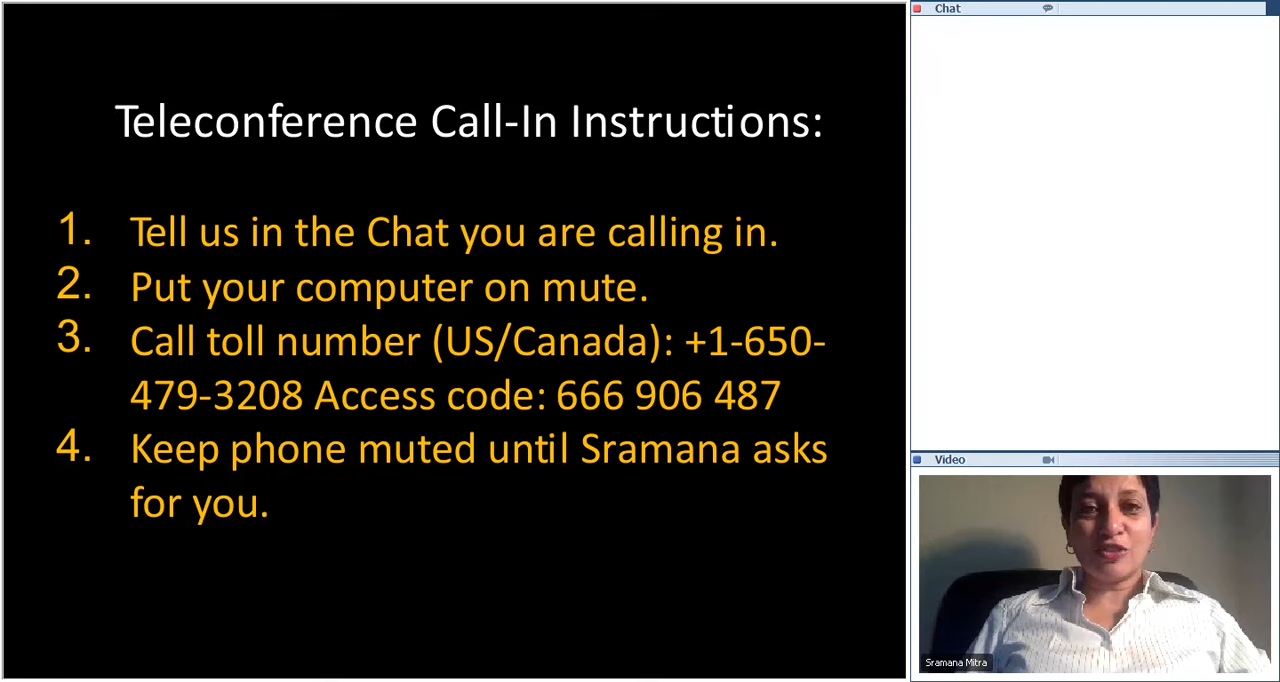 Teleconference Call-In Instructions:
1. Tell us in the Chat you are calling in.
2. Put your computer on mute.
3. Call toll number (US/Canada): +1-650-
479-3208 Access code: 666 906 487
4. Keep phone muted until Sramana asks
for you.
Chat
Video
Sramana Mitra